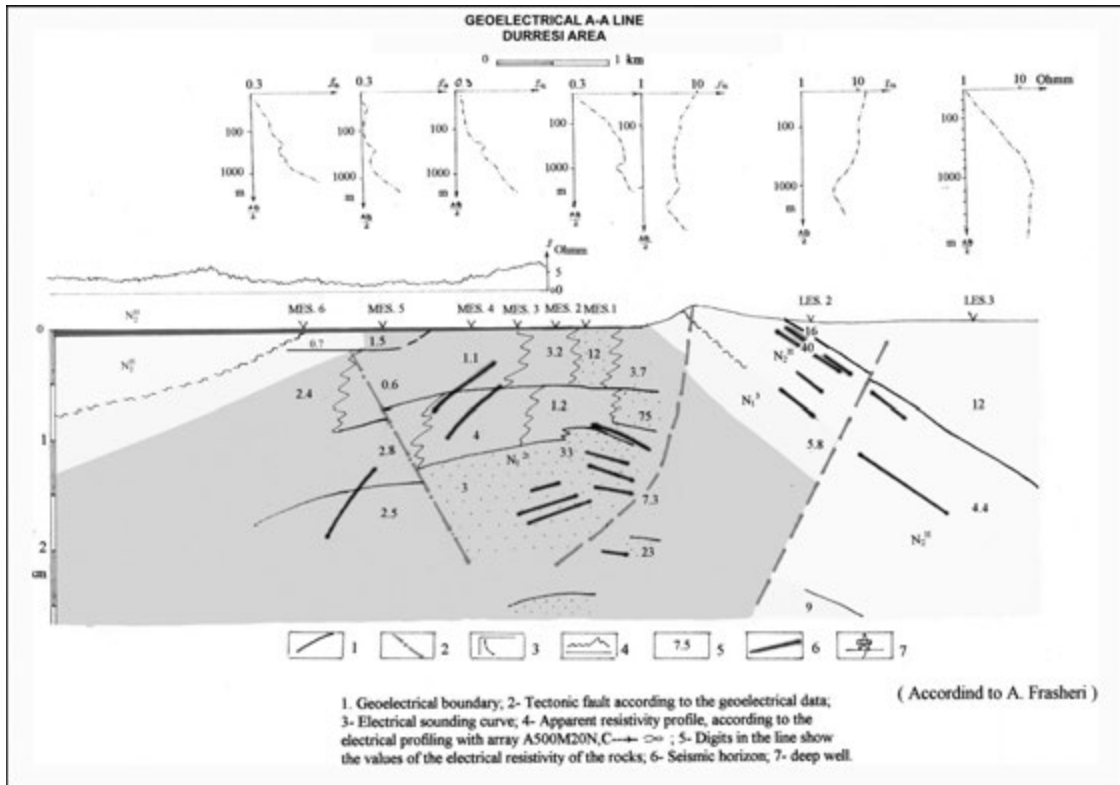 GEOELECTRICAL A-A LINE
DURRESI AREA
0 1 km
0.3 0.3 0.3 0.3 1 10 1 10 1 10 Ohmm
100 100 100 100 100 100 100
1000 1000 1000 1000 1000 1000
m m m m m m
Ohmm
5
0
MES. 6 MES. 5 MES. 4 MES. 3 MES. 2 MES.1 LES. 2 LES.3
0
0.7 1.5 1.1 3.2 12 3.7 16
40
2.4 0.6 1.2 75 12
1
2.8 4 33 5.8
3 7.3 4.4
2.5
2
23
9
1 2 3 4 7.5 5 6 7
1. Geoelectrical boundary; 2- Tectonic fault according to the geoelectrical data;
3- Electrical sounding curve; 4- Apparent resistivity profile, according to the
electrical profiling with array A500M20N,C ∞ ; 5- Digits in the line show
the values of the electrical resistivity of the rocks; 6- Seismic horizon; 7- deep well.
( Accordind to A. Frasheri )